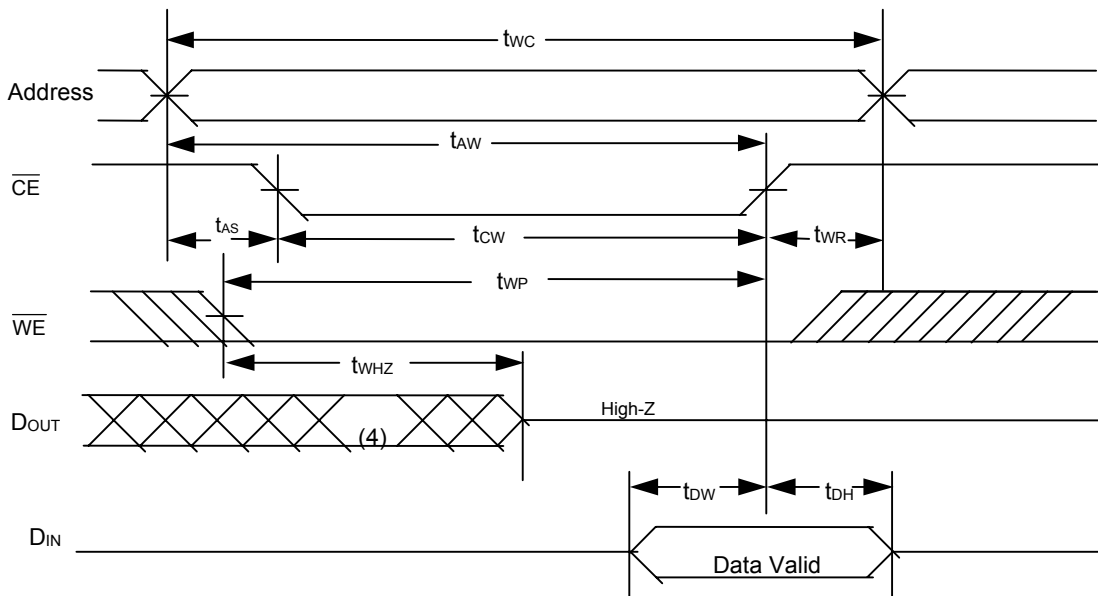 tWC
Address
tAW
CE
tAS
tCW
tWR
tWP
WE
tWHZ
DOUT
(4)
High-Z
tDW
tDH
DIN
Data Valid